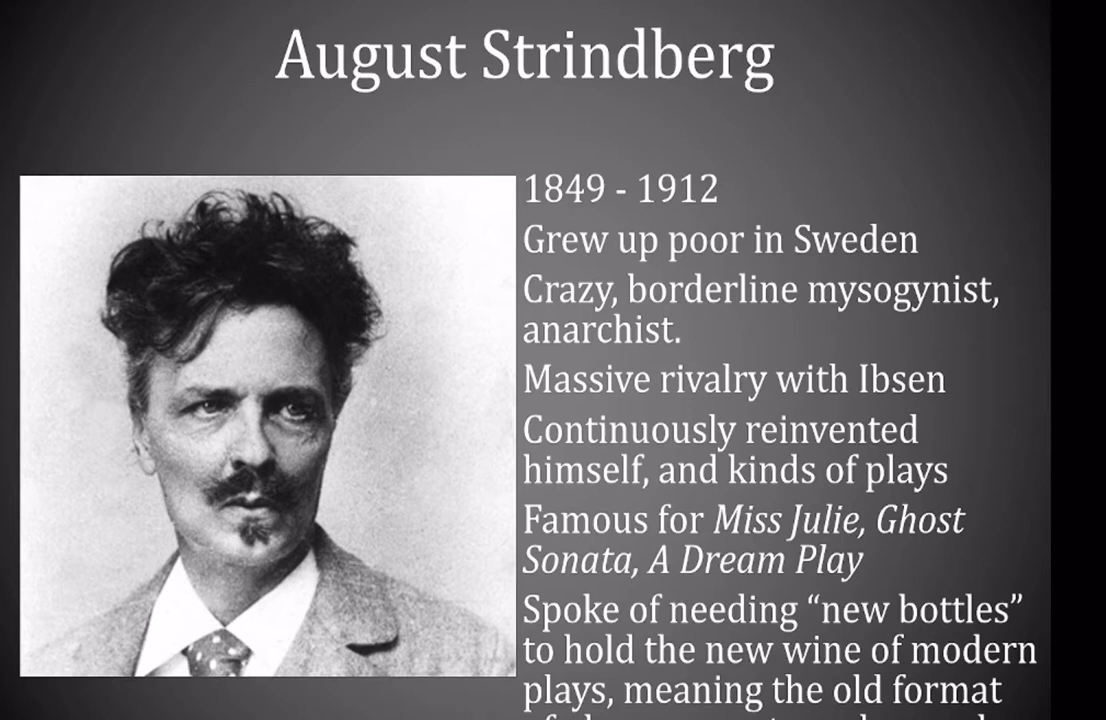 August Strindberg
1849 - 1912
Grew up poor in Sweden
Crazy, borderline mysogynist,
anarchist.
Massive rivalry with Ibsen
Continuously reinvented
himself, and kinds of plays
Famous for Miss Julie, Ghost
Sonata, A Dream Play
Spoke of needing “new bottles”
to hold the new wine of modern
plays, meaning the old format